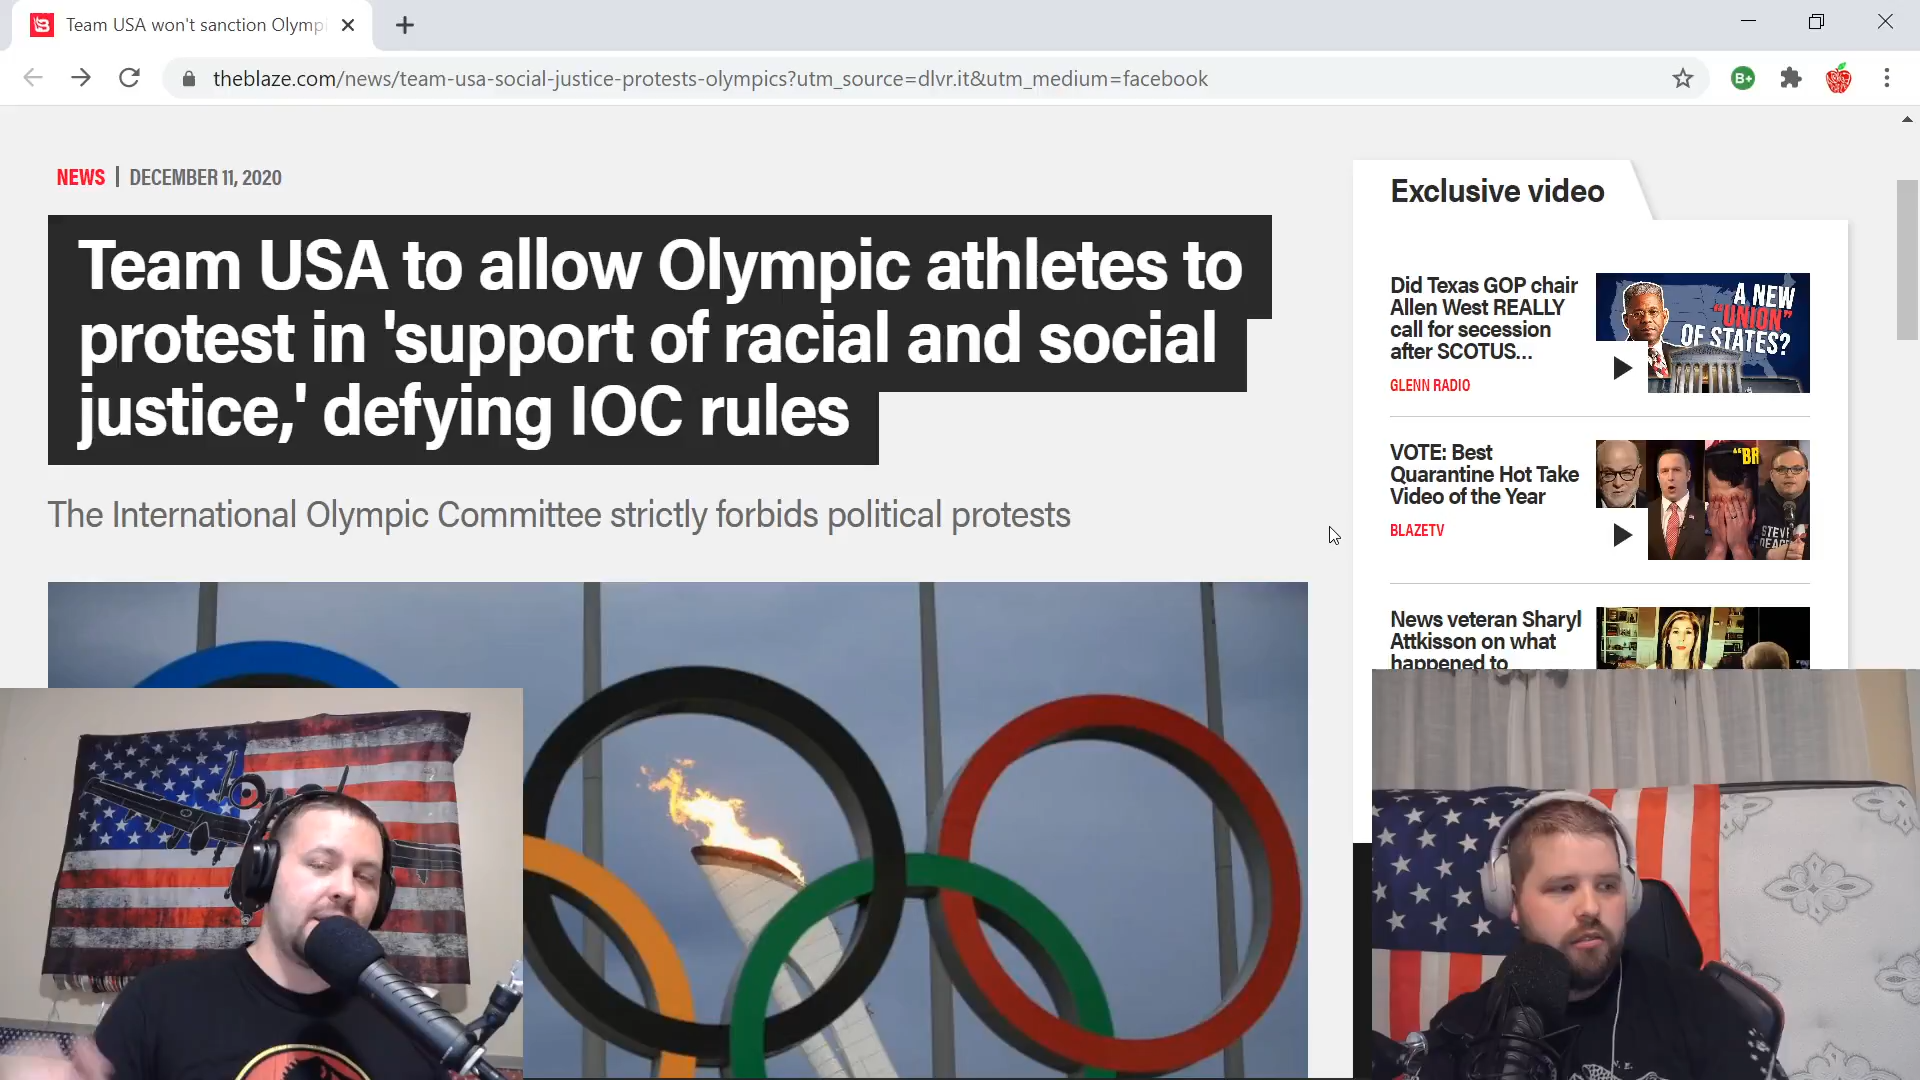 Team USA won't sanction Olymp
theblaze.com/news/team-usa-social-justice-protests-olympics?utm_source=dlvr.it&utm_medium=facebook
B+
NEWS | DECEMBER 11, 2020
Team USA to allow Olympic athletes to
protest in 'support of racial and social
justice,' defying IOC rules
The International Olympic Committee strictly forbids political protests
Exclusive video
Did Texas GOP chair
Allen West REALLY
call for secession
after SCOTUS...
GLENN RADIO
A NEW
"UNION"
OF STATES?
VOTE: Best
Quarantine Hot Take
Video of the Year
BLAZETV
"BR
STEVE
DEACE
News veteran Sharyl
Attkisson on what
happened to